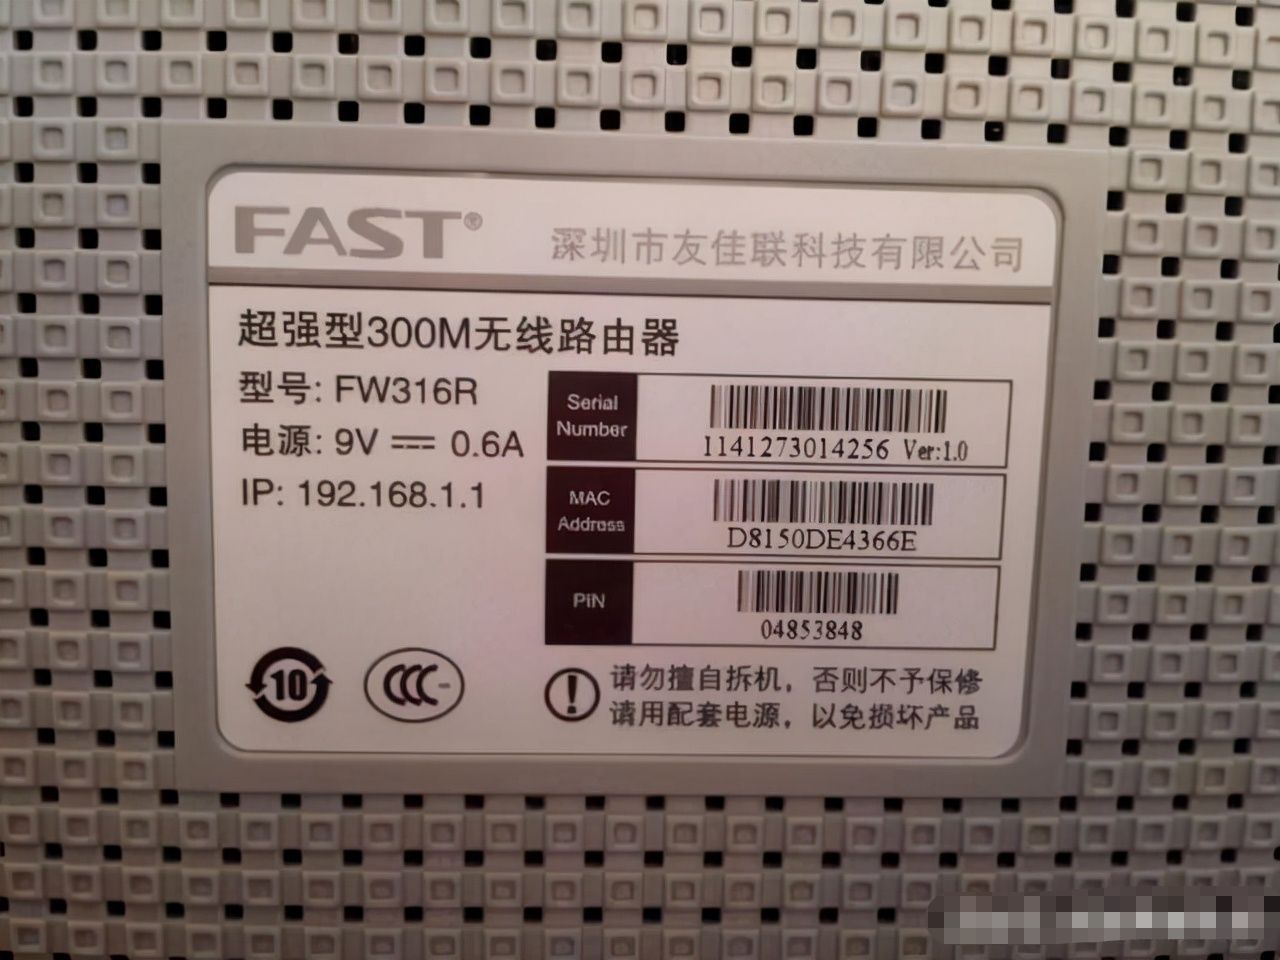 FAST®
深圳市友佳联科技有限公司
超强型300M无线路由器
型号: FW316R
电源: 9V ⎓ 0.6A
IP: 192.168.1.1
Serial
Number
1141273014256 Ver:1.0
MAC
Address
D8150DE4366E
PiN
04853848
10
CCC
请勿擅自拆机，否则不予保修
请用配套电源，以免损坏产品